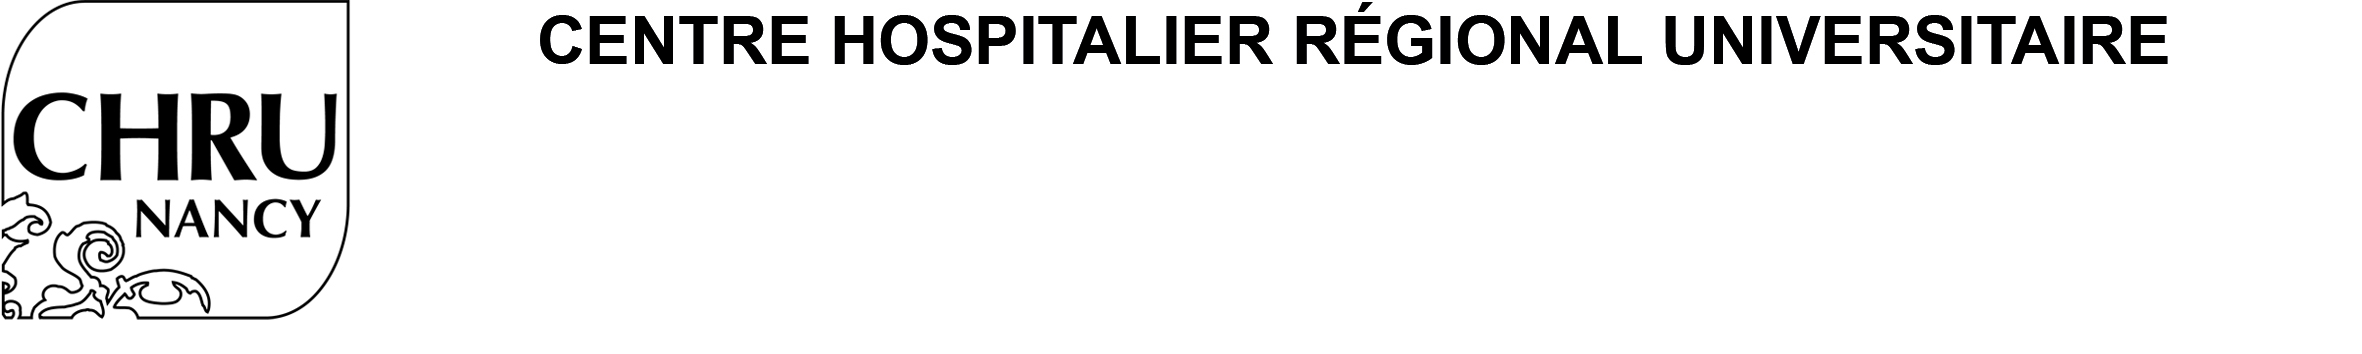 CHRU
NANCY
CENTRE HOSPITALIER RÉGIONAL UNIVERSITAIRE